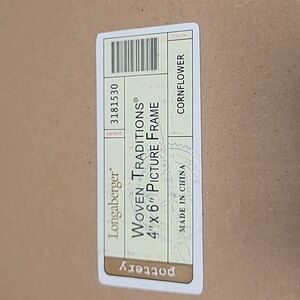 Longaberger®
3181530
WOVEN TRADITIONS®
4" X 6" PICTURE FRAME
MADE IN CHINA
CORNFLOWER
pottery